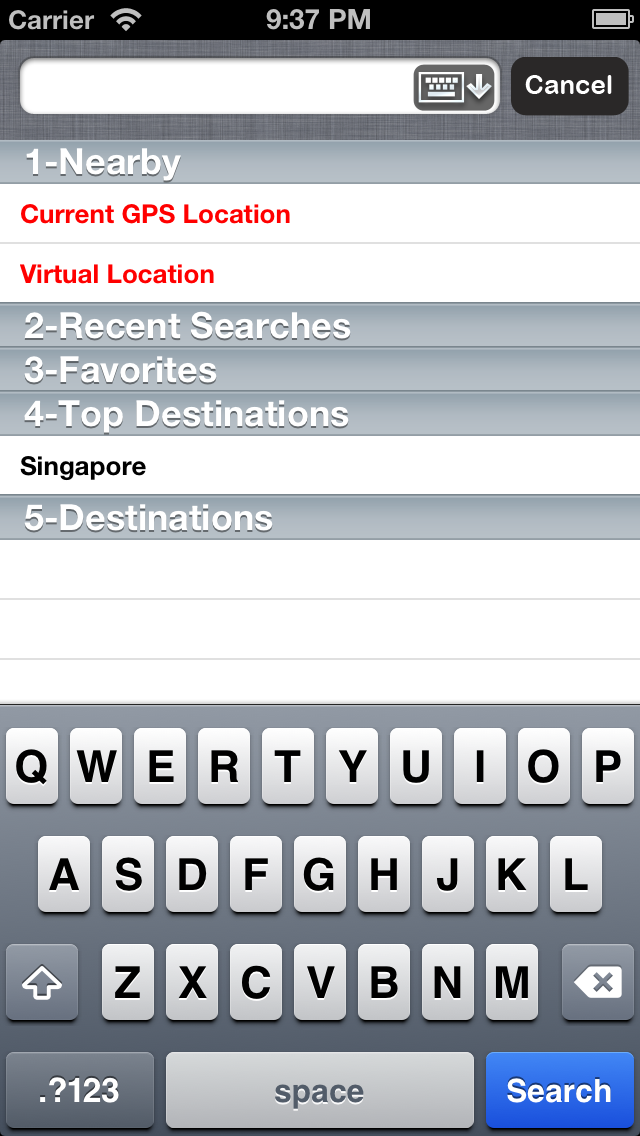 Carrier 9:37 PM
Cancel
1-Nearby
Current GPS Location
Virtual Location
2-Recent Searches
3-Favorites
4-Top Destinations
Singapore
5-Destinations
Q W E R T Y U I O P
A S D F G H J K L
Z X C V B N M
.?123 space Search